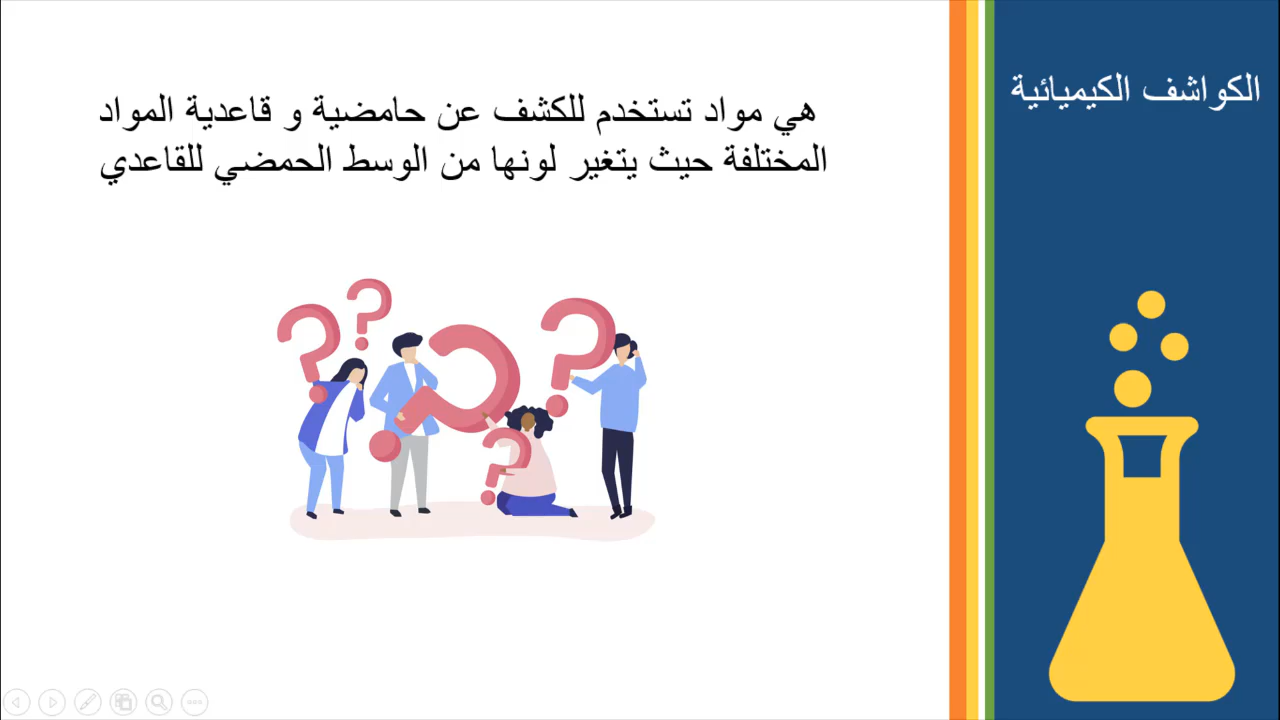 الكواشف الكيميائية
هي مواد تستخدم للكشف عن حامضية و قاعدية المواد
المختلفة حيث يتغير لونها من الوسط الحمضي للقاعدي